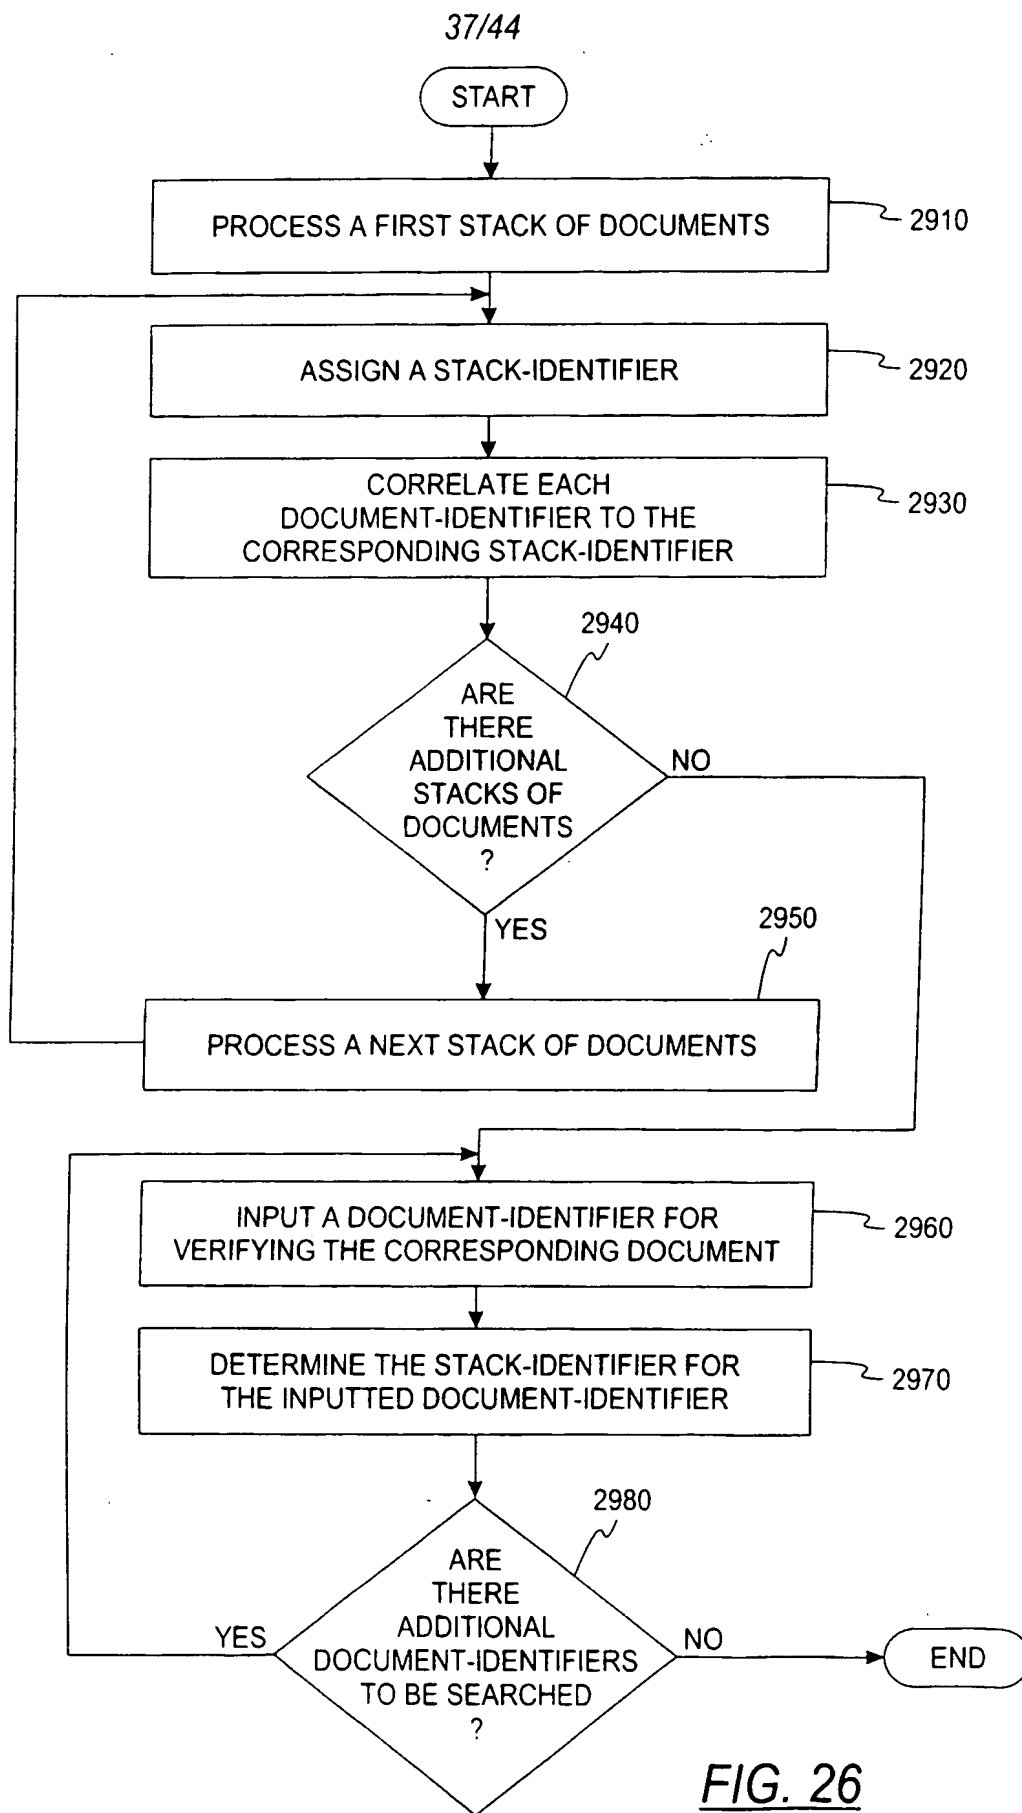 37/44
START
PROCESS A FIRST STACK OF DOCUMENTS
2910
ASSIGN A STACK-IDENTIFIER
2920
CORRELATE EACH
DOCUMENT-IDENTIFIER TO THE
CORRESPONDING STACK-IDENTIFIER
2930
2940
ARE
THERE
ADDITIONAL
STACKS OF
DOCUMENTS
?
NO
YES
2950
PROCESS A NEXT STACK OF DOCUMENTS
INPUT A DOCUMENT-IDENTIFIER FOR
VERIFYING THE CORRESPONDING DOCUMENT
2960
DETERMINE THE STACK-IDENTIFIER FOR
THE INPUTTED DOCUMENT-IDENTIFIER
2970
2980
ARE
THERE
ADDITIONAL
DOCUMENT-IDENTIFIERS
TO BE SEARCHED
?
YES
NO
END
FIG. 26